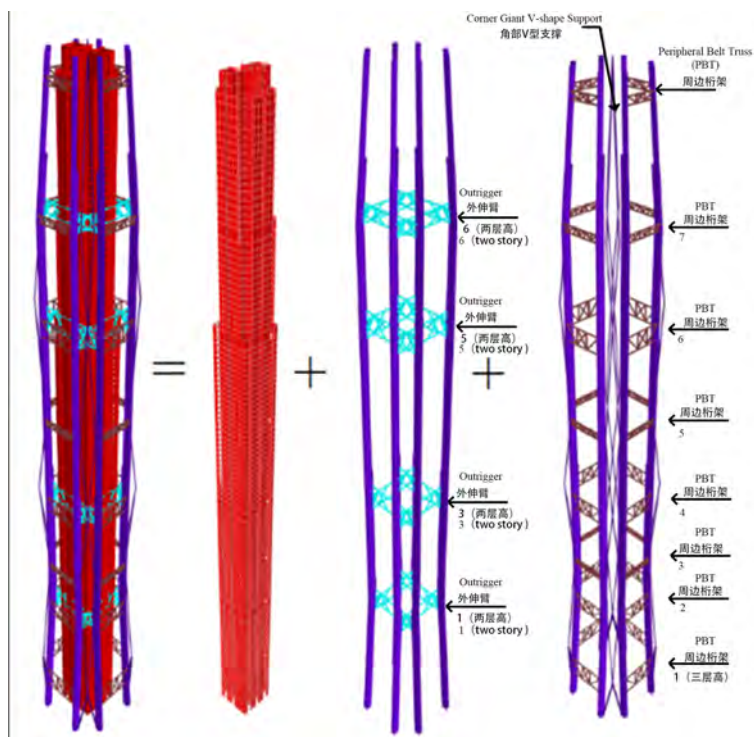 Corner Giant V-shape Support
角部V型支撑
Peripheral Belt Truss
(PBT)
周边桁架
Outrigger
外伸臂
6（两层高）
6（two story）
PBT
周边桁架
7
Outrigger
外伸臂
5（两层高）
5（two story）
PBT
周边桁架
6
=
+
+
PBT
周边桁架
5
Outrigger
外伸臂
3（两层高）
3（two story）
PBT
周边桁架
4
PBT
周边桁架
3
Outrigger
外伸臂
1（两层高）
1（two story）
PBT
周边桁架
2
PBT
周边桁架
1（三层高）